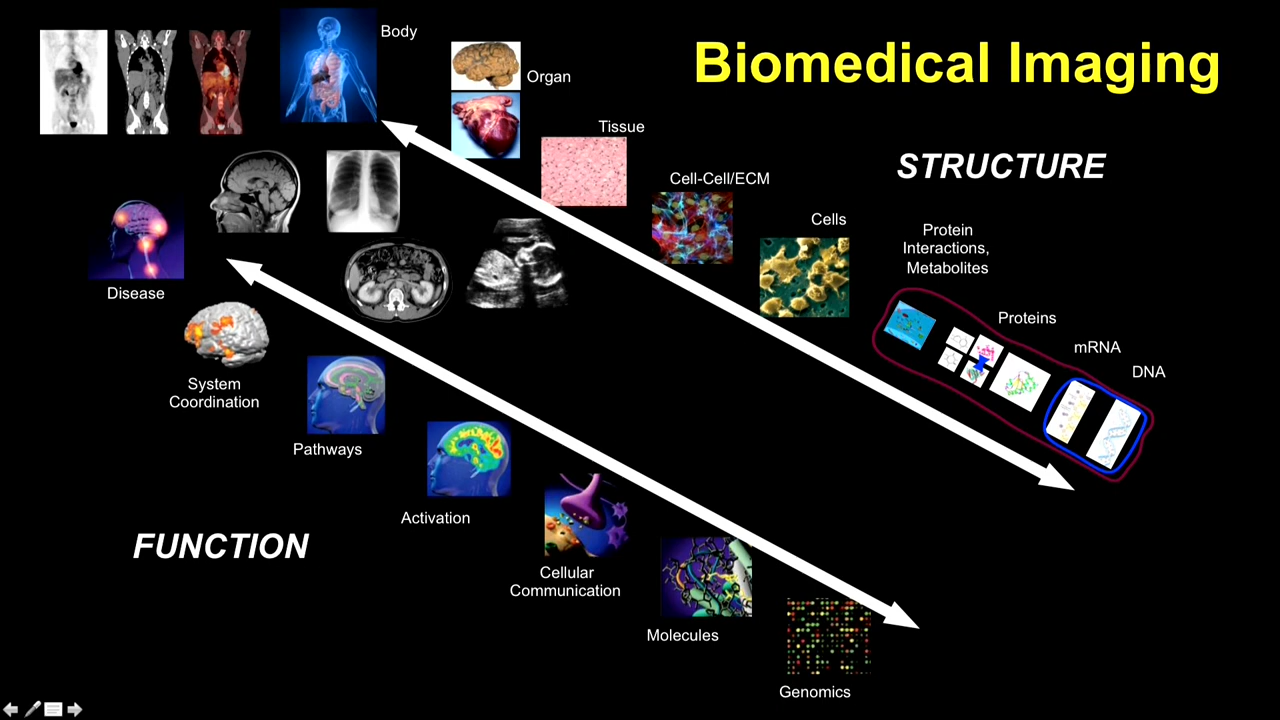 Biomedical Imaging
Body
Organ
Tissue
STRUCTURE
Cell-Cell/ECM
Cells
Protein
Interactions,
Metabolites
Proteins
mRNA
DNA
Disease
System
Coordination
Pathways
Activation
FUNCTION
Cellular
Communication
Molecules
Genomics